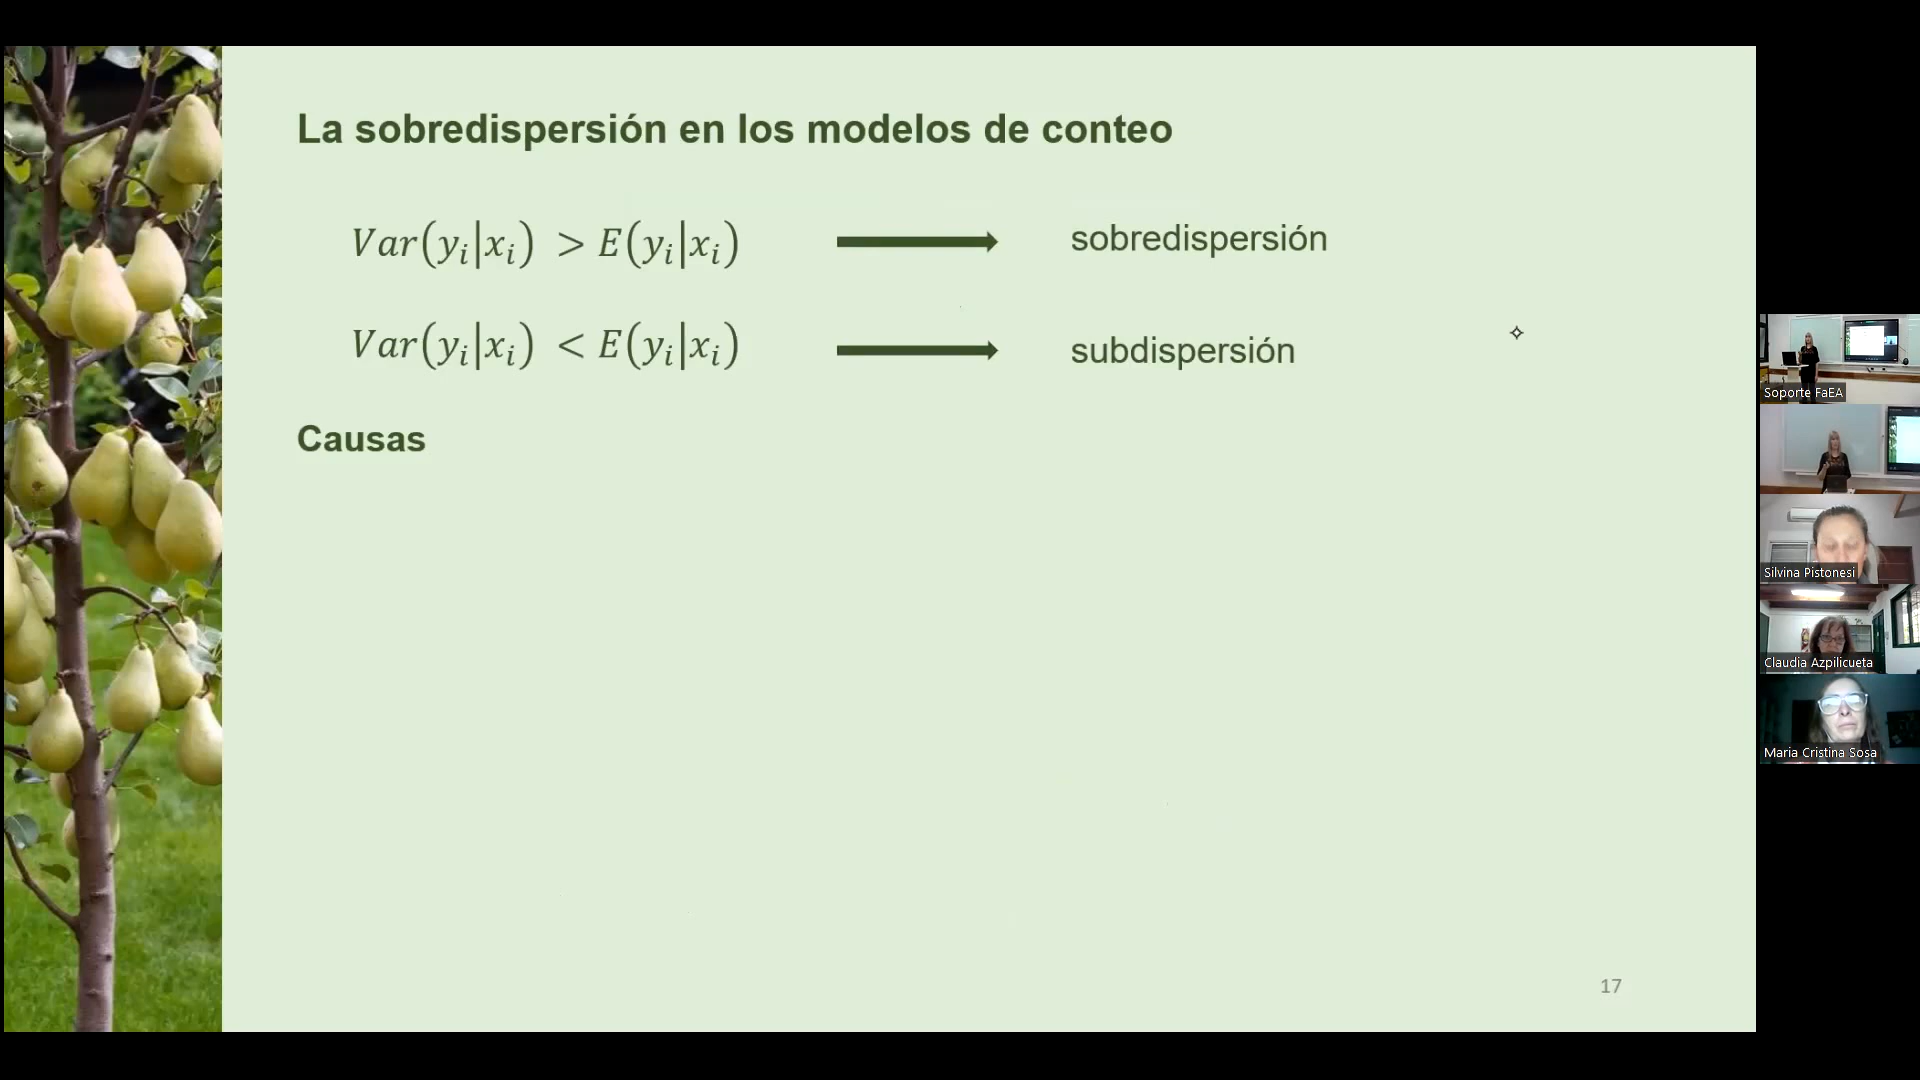 La sobredispersión en los modelos de conteo
Var(yᵢ|xᵢ) > E(yᵢ|xᵢ)
sobredispersión
Var(yᵢ|xᵢ) < E(yᵢ|xᵢ)
subdispersión
Causas
17
Soporte FaEA
Silvina Pistonesi
Claudia Azpilicueta
Maria Cristina Sosa